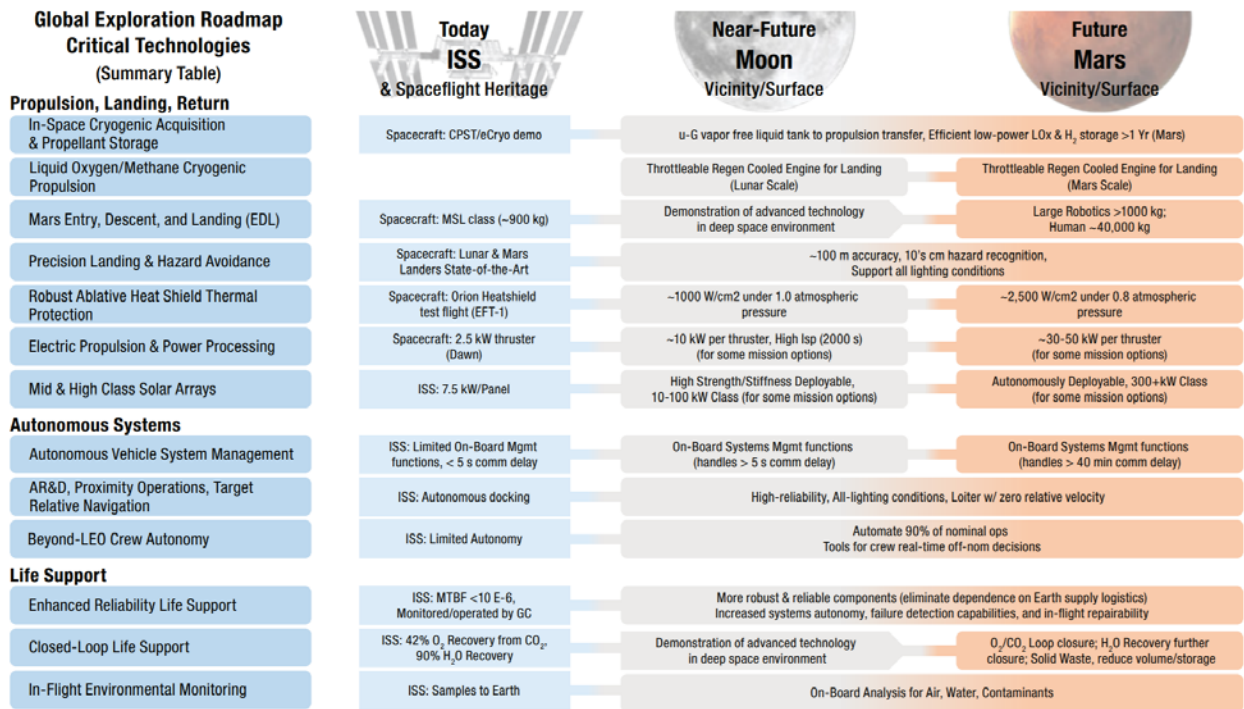 Global Exploration Roadmap
Critical Technologies
(Summary Table)
Today
ISS
& Spaceflight Heritage
Near-Future
Moon
Vicinity/Surface
Future
Mars
Vicinity/Surface
Propulsion, Landing, Return
In-Space Cryogenic Acquisition
& Propellant Storage
Spacecraft: CPST/eCryo demo
u-G vapor free liquid tank to propulsion transfer, Efficient low-power LOx & H₂ storage >1 Yr (Mars)
Liquid Oxygen/Methane Cryogenic
Propulsion
Throttleable Regen Cooled Engine for Landing
(Lunar Scale)
Throttleable Regen Cooled Engine for Landing
(Mars Scale)
Mars Entry, Descent, and Landing (EDL)
Spacecraft: MSL class (~900 kg)
Demonstration of advanced technology
in deep space environment
Large Robotics >1000 kg;
Human ~40,000 kg
Precision Landing & Hazard Avoidance
Spacecraft: Lunar & Mars
Landers State-of-the-Art
~100 m accuracy, 10's cm hazard recognition,
Support all lighting conditions
Robust Ablative Heat Shield Thermal
Protection
Spacecraft: Orion Heatshield
test flight (EFT-1)
~1000 W/cm2 under 1.0 atmospheric
pressure
~2,500 W/cm2 under 0.8 atmospheric
pressure
Electric Propulsion & Power Processing
Spacecraft: 2.5 kW thruster
(Dawn)
~10 kW per thruster, High Isp (2000 s)
(for some mission options)
~30-50 kW per thruster
(for some mission options)
Mid & High Class Solar Arrays
ISS: 7.5 kW/Panel
High Strength/Stiffness Deployable,
10-100 kW Class (for some mission options)
Autonomously Deployable, 300+kW Class
(for some mission options)
Autonomous Systems
Autonomous Vehicle System Management
ISS: Limited On-Board Mgmt
functions, < 5 s comm delay
On-Board Systems Mgmt functions
(handles > 5 s comm delay)
On-Board Systems Mgmt functions
(handles > 40 min comm delay)
AR&D, Proximity Operations, Target
Relative Navigation
ISS: Autonomous docking
High-reliability, All-lighting conditions, Loiter w/ zero relative velocity
Beyond-LEO Crew Autonomy
ISS: Limited Autonomy
Automate 90% of nominal ops
Tools for crew real-time off-nom decisions
Life Support
Enhanced Reliability Life Support
ISS: MTBF <10 E-6,
Monitored/operated by GC
More robust & reliable components (eliminate dependence on Earth supply logistics)
Increased systems autonomy, failure detection capabilities, and in-flight repairability
Closed-Loop Life Support
ISS: 42% O₂ Recovery from CO₂,
90% H₂O Recovery
Demonstration of advanced technology
in deep space environment
O₂/CO₂ Loop closure; H₂O Recovery further
closure; Solid Waste, reduce volume/storage
In-Flight Environmental Monitoring
ISS: Samples to Earth
On-Board Analysis for Air, Water, Contaminants